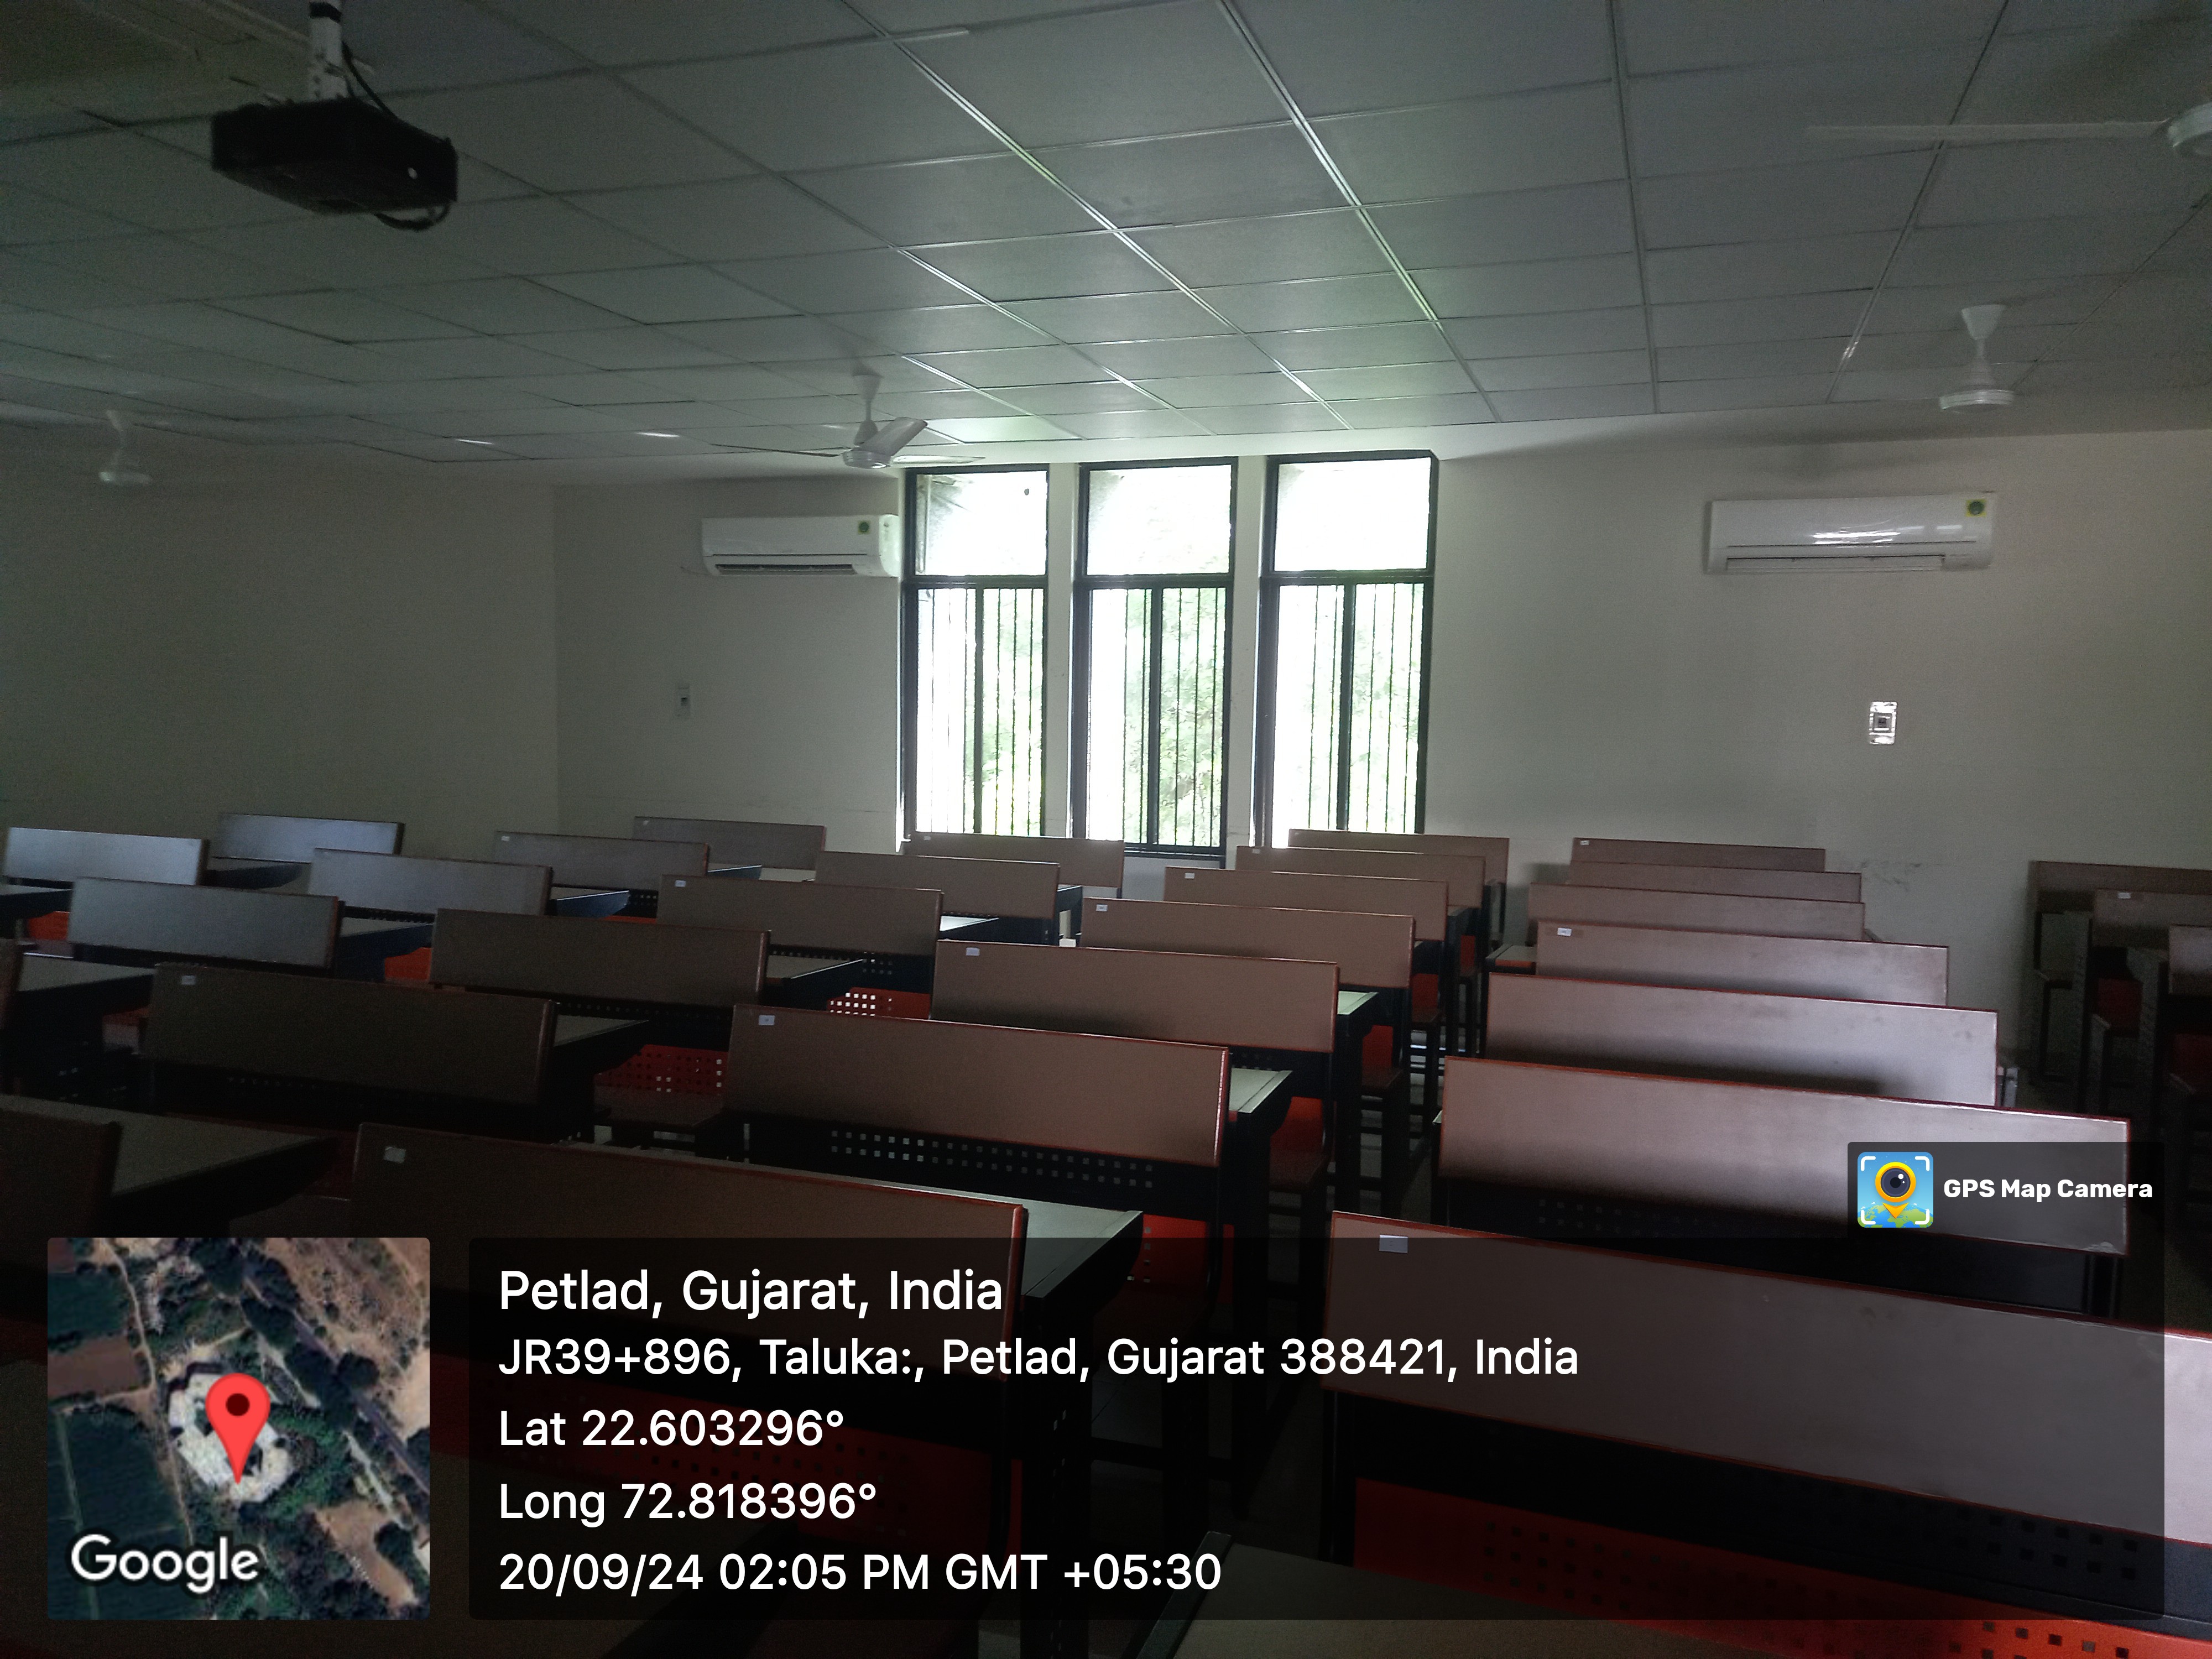 GPS Map Camera
Petlad, Gujarat, India
JR39+896, Taluka:, Petlad, Gujarat 388421, India
Lat 22.603296°
Long 72.818396°
20/09/24 02:05 PM GMT +05:30
Google